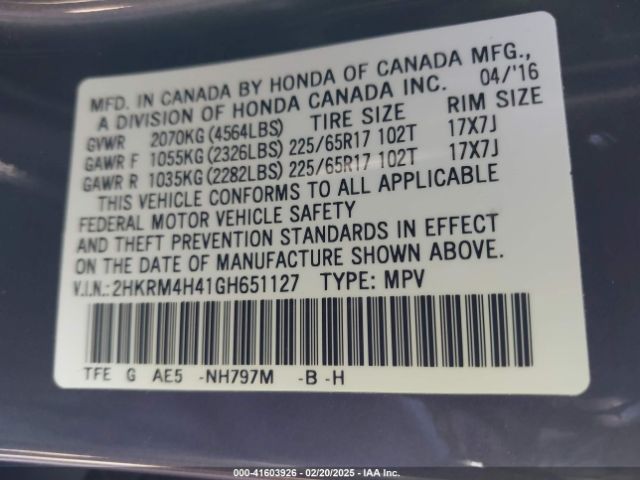 MFD. IN CANADA BY HONDA OF CANADA MFG.,
A DIVISION OF HONDA CANADA INC. 04/'16
GVWR 2070KG (4564LBS) TIRE SIZE RIM SIZE
GAWR F 1055KG (2326LBS) 225/65R17 102T 17X7J
GAWR R 1035KG (2282LBS) 225/65R17 102T 17X7J
THIS VEHICLE CONFORMS TO ALL APPLICABLE
FEDERAL MOTOR VEHICLE SAFETY
AND THEFT PREVENTION STANDARDS IN EFFECT
ON THE DATE OF MANUFACTURE SHOWN ABOVE.
V.I.N.: 2HKRM4H41GH651127 TYPE: MPV
TFE G AE5 -NH797M -B -H
000-41603926 - 02/20/2025 - IAA Inc.